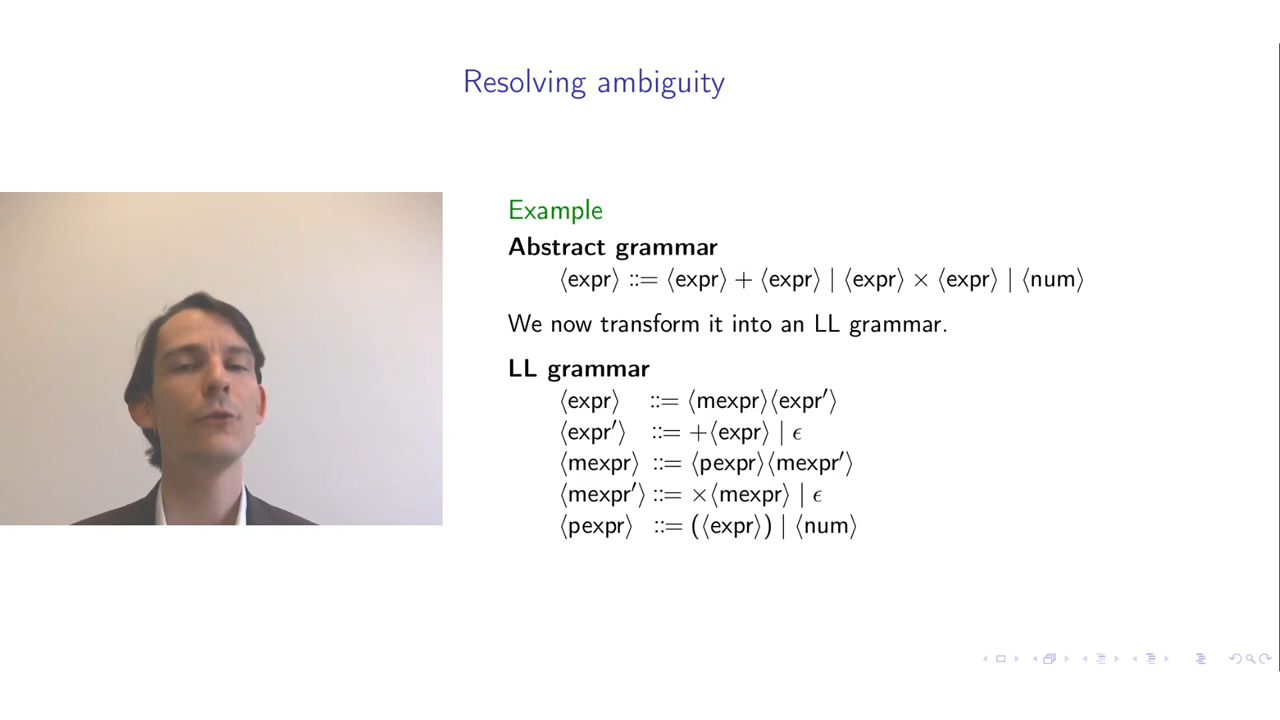 Resolving ambiguity
Example
Abstract grammar
⟨expr⟩ ::= ⟨expr⟩ + ⟨expr⟩ | ⟨expr⟩ × ⟨expr⟩ | ⟨num⟩
We now transform it into an LL grammar.
LL grammar
⟨expr⟩ ::= ⟨mexpr⟩⟨expr′⟩
⟨expr′⟩ ::= +⟨expr⟩ | ϵ
⟨mexpr⟩ ::= ⟨pexpr⟩⟨mexpr′⟩
⟨mexpr′⟩ ::= ×⟨mexpr⟩ | ϵ
⟨pexpr⟩ ::= (⟨expr⟩) | ⟨num⟩